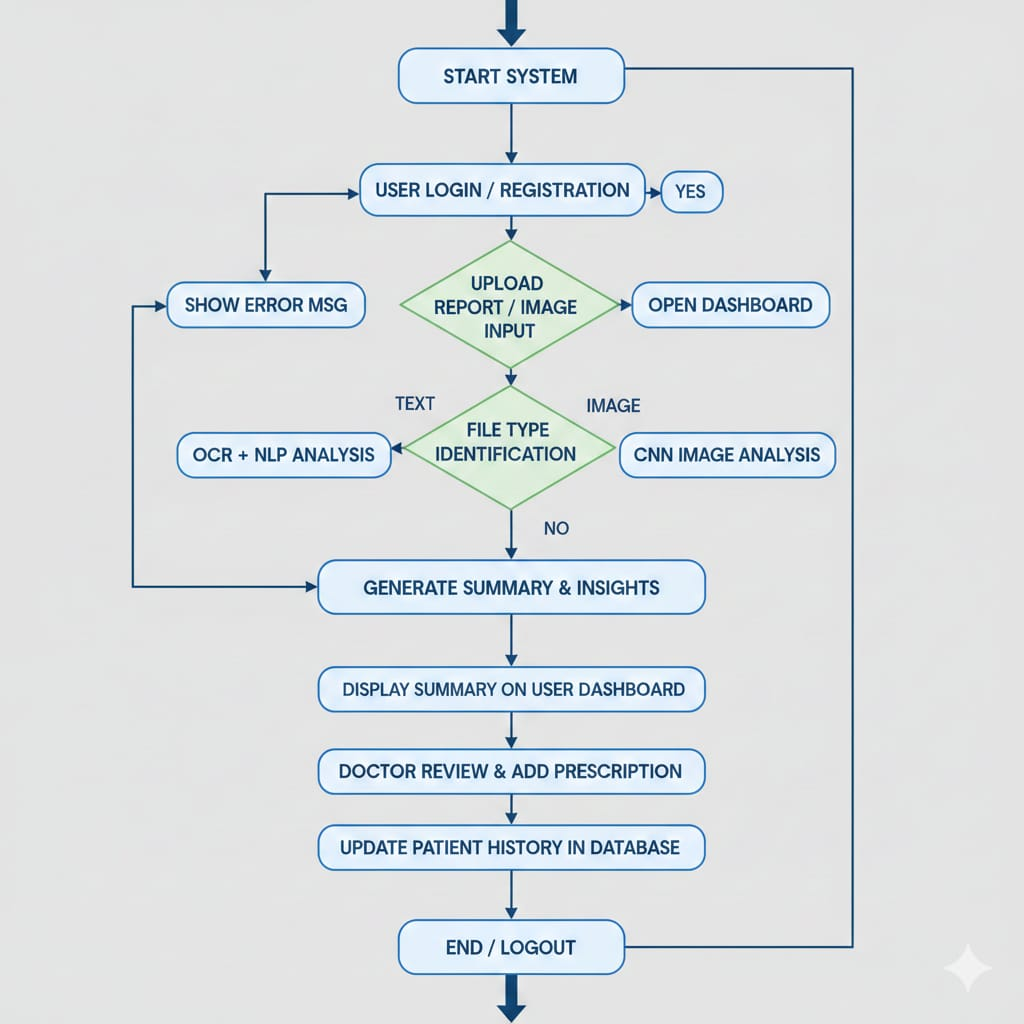 START SYSTEM
USER LOGIN / REGISTRATION
YES
SHOW ERROR MSG
UPLOAD
REPORT / IMAGE
INPUT
OPEN DASHBOARD
TEXT
IMAGE
OCR + NLP ANALYSIS
FILE TYPE
IDENTIFICATION
CNN IMAGE ANALYSIS
NO
GENERATE SUMMARY & INSIGHTS
DISPLAY SUMMARY ON USER DASHBOARD
DOCTOR REVIEW & ADD PRESCRIPTION
UPDATE PATIENT HISTORY IN DATABASE
END / LOGOUT